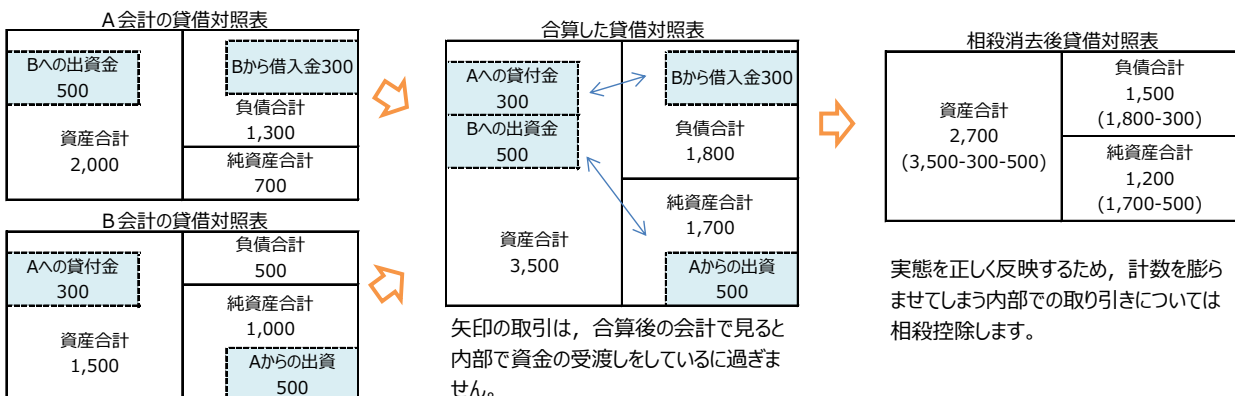 A会計の貸借対照表
Bへの出資金
500
資産合計
2,000
Bから借入金300
負債合計
1,300
純資産合計
700
B会計の貸借対照表
Aへの貸付金
300
資産合計
1,500
負債合計
500
純資産合計
1,000
Aからの出資
500
合算した貸借対照表
Aへの貸付金
300
Bへの出資金
500
資産合計
3,500
Bから借入金300
負債合計
1,800
純資産合計
1,700
Aからの出資
500
矢印の取引は，合算後の会計で見ると
内部で資金の受渡しをしているに過ぎま
せん。
相殺消去後貸借対照表
資産合計
2,700
(3,500-300-500)
負債合計
1,500
(1,800-300)
純資産合計
1,200
(1,700-500)
実態を正しく反映するため，計数を膨ら
ませてしまう内部での取り引きについては
相殺控除します。